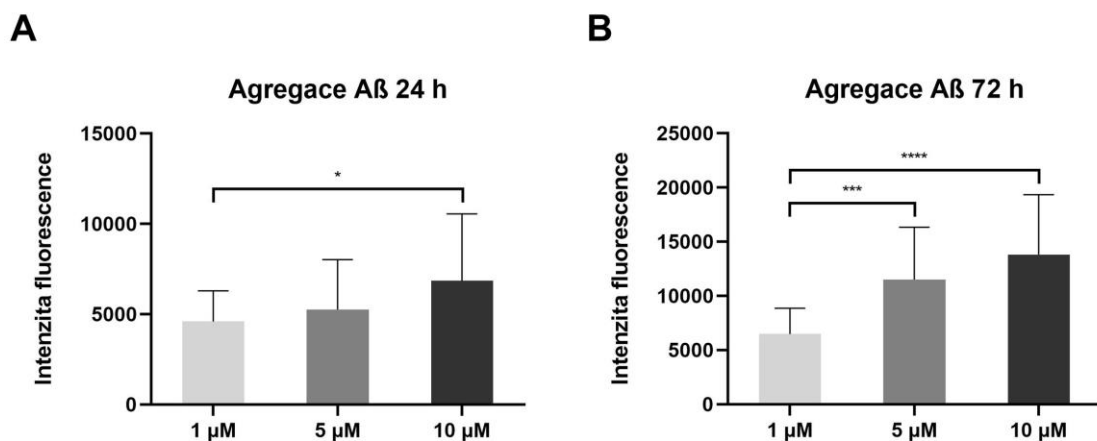 A
Agregace Aß 24 h
Intenzita fluorescence
15000
10000
5000
0
*
1 µM
5 µM
10 µM
B
Agregace Aß 72 h
Intenzita fluorescence
25000
20000
15000
10000
5000
0
****
***
1 µM
5 µM
10 µM